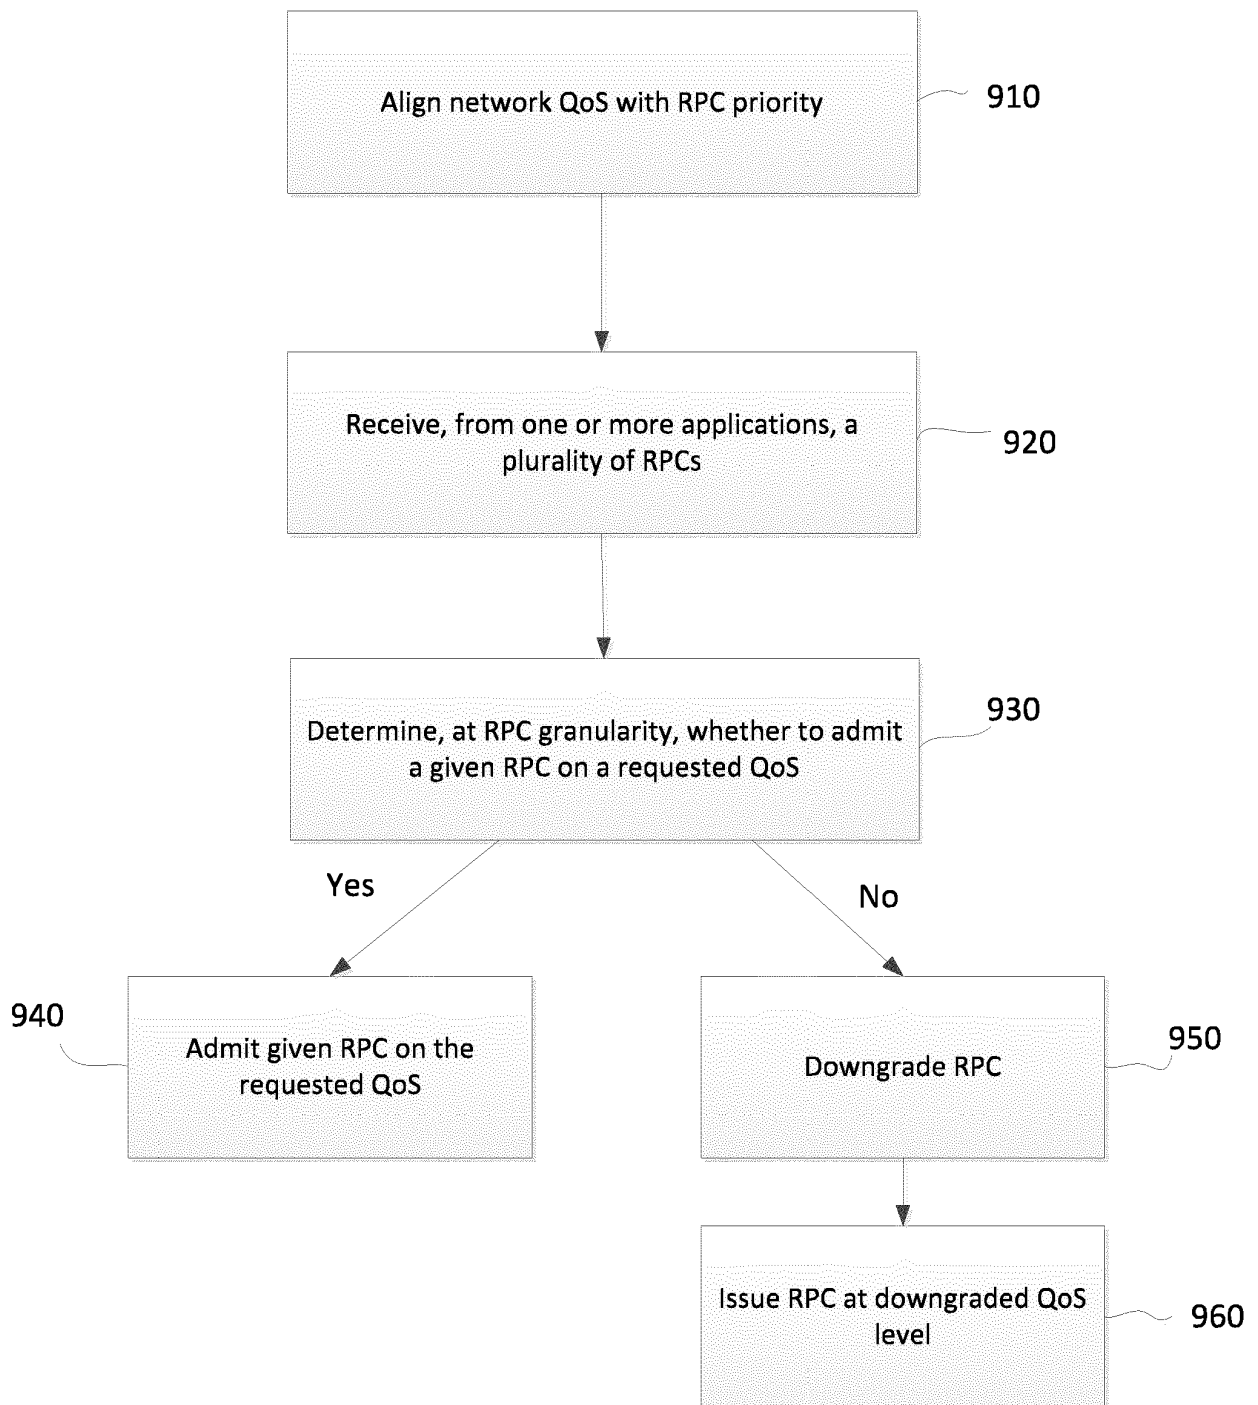 Align network QoS with RPC priority
910
Receive, from one or more applications, a
plurality of RPCs
920
Determine, at RPC granularity, whether to admit
a given RPC on a requested QoS
930
Yes
No
940
Admit given RPC on the
requested QoS
Downgrade RPC
950
Issue RPC at downgraded QoS
level
960